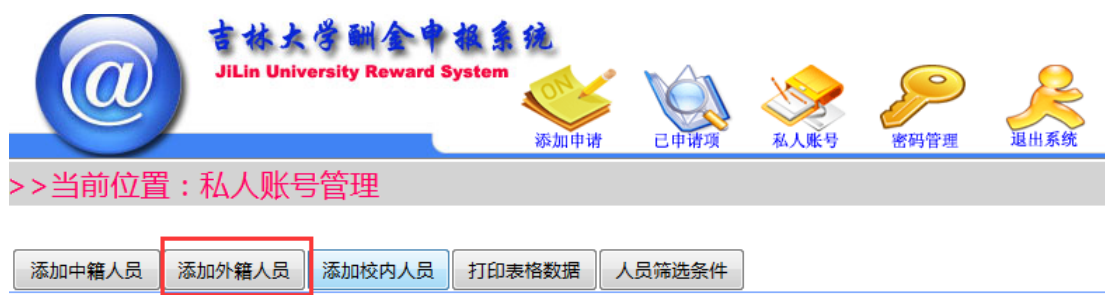 吉林大学酬金申报系统
JiLin University Reward System
@
ON
添加申请 已申请项 私人账号 密码管理 退出系统
>>当前位置：私人账号管理
添加中籍人员 添加外籍人员 添加校内人员 打印表格数据 人员筛选条件